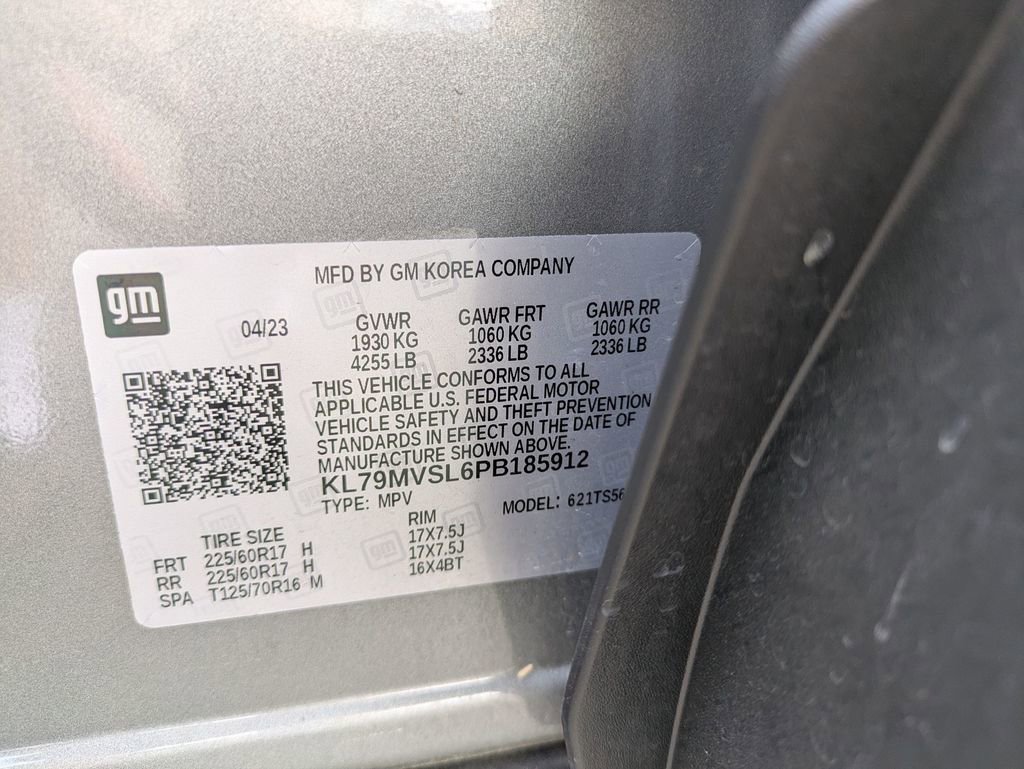 gm
MFD BY GM KOREA COMPANY
04/23
GVWR GAWR FRT GAWR RR
1930 KG 1060 KG 1060 KG
4255 LB 2336 LB 2336 LB
THIS VEHICLE CONFORMS TO ALL
APPLICABLE U.S. FEDERAL MOTOR
VEHICLE SAFETY AND THEFT PREVENTION
STANDARDS IN EFFECT ON THE DATE OF
MANUFACTURE SHOWN ABOVE.
KL79MVSL6PB185912
TYPE: MPV MODEL: 621TS56
TIRE SIZE RIM
FRT 225/60R17 H 17X7.5J
RR 225/60R17 H 17X7.5J
SPA T125/70R16 M 16X4BT